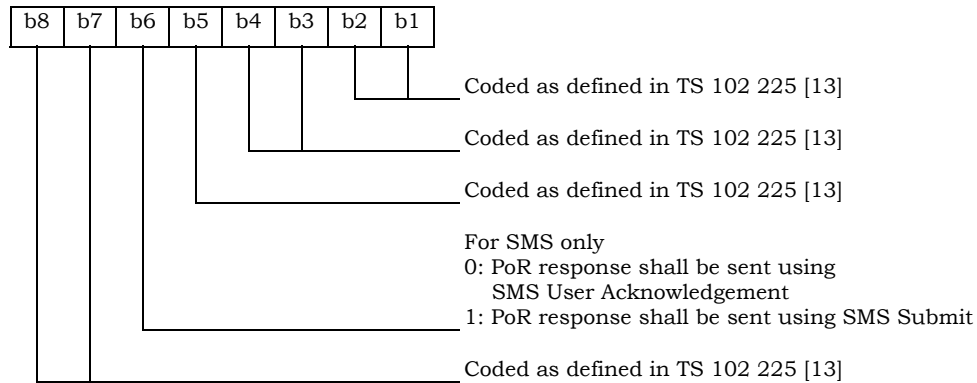 b8 b7 b6 b5 b4 b3 b2 b1
Coded as defined in TS 102 225 [13]
Coded as defined in TS 102 225 [13]
Coded as defined in TS 102 225 [13]
For SMS only
0: PoR response shall be sent using
SMS User Acknowledgement
1: PoR response shall be sent using SMS Submit
Coded as defined in TS 102 225 [13]